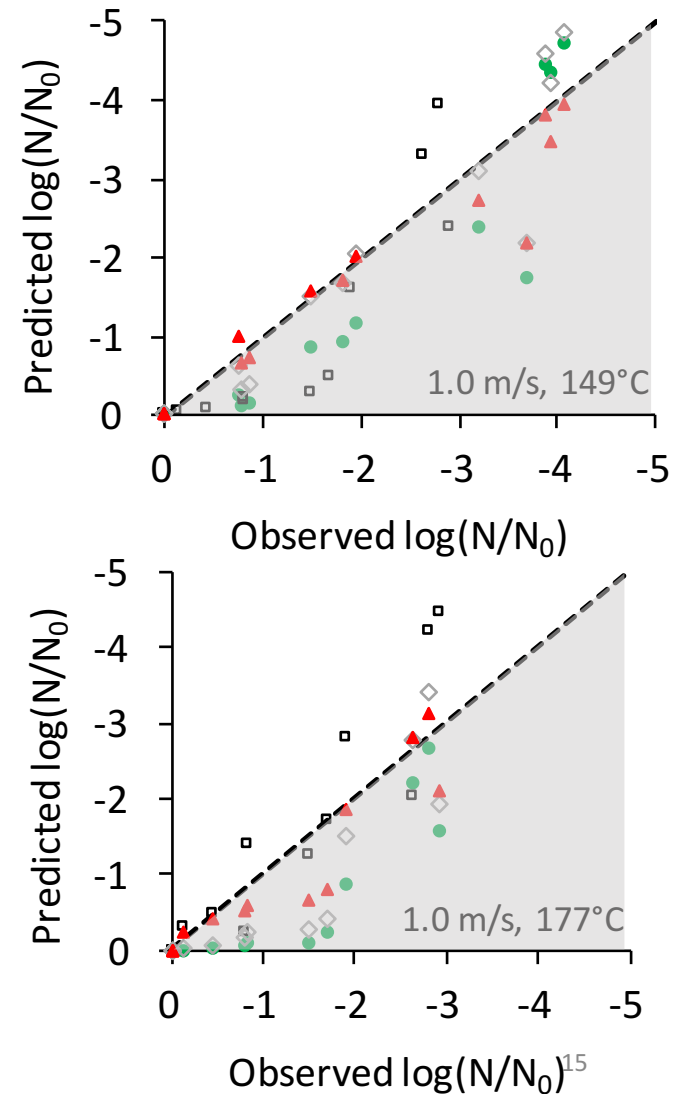 -5
-4
-3
-2
-1
0
Predicted log(N/N₀)
1.0 m/s, 149°C
0 -1 -2 -3 -4 -5
Observed log(N/N₀)
-5
-4
-3
-2
-1
0
Predicted log(N/N₀)
1.0 m/s, 177°C
0 -1 -2 -3 -4 -5
Observed log(N/N₀) 15